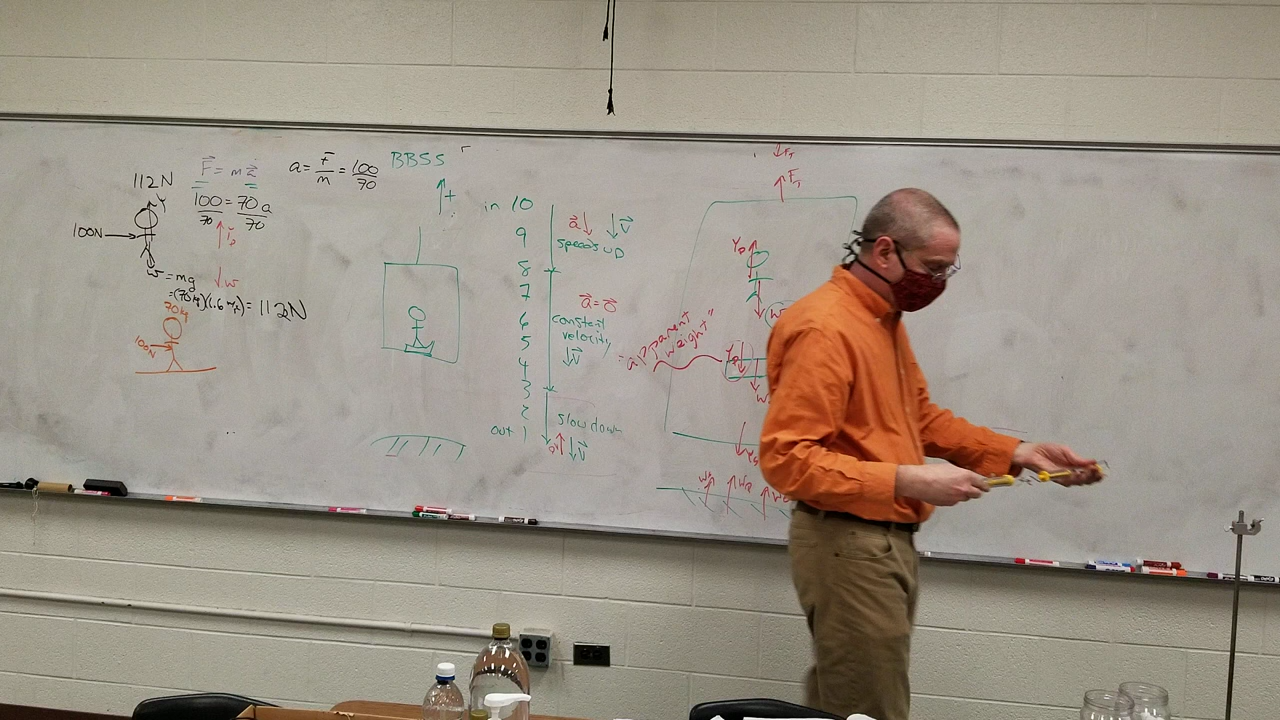 112N
100N
w = mg
=(70kg)(1.6 m/s²) = 112N
70kg
100N
F = ma
100 = 70a
70 70
w
a = F/m = 100/70
BBSS
+
in 10
9
8
7
6
5
4
3
2
out 1
a v
speeds up
a = 0
constant
velocity
v
slow down
a v
= "apparent
weight"